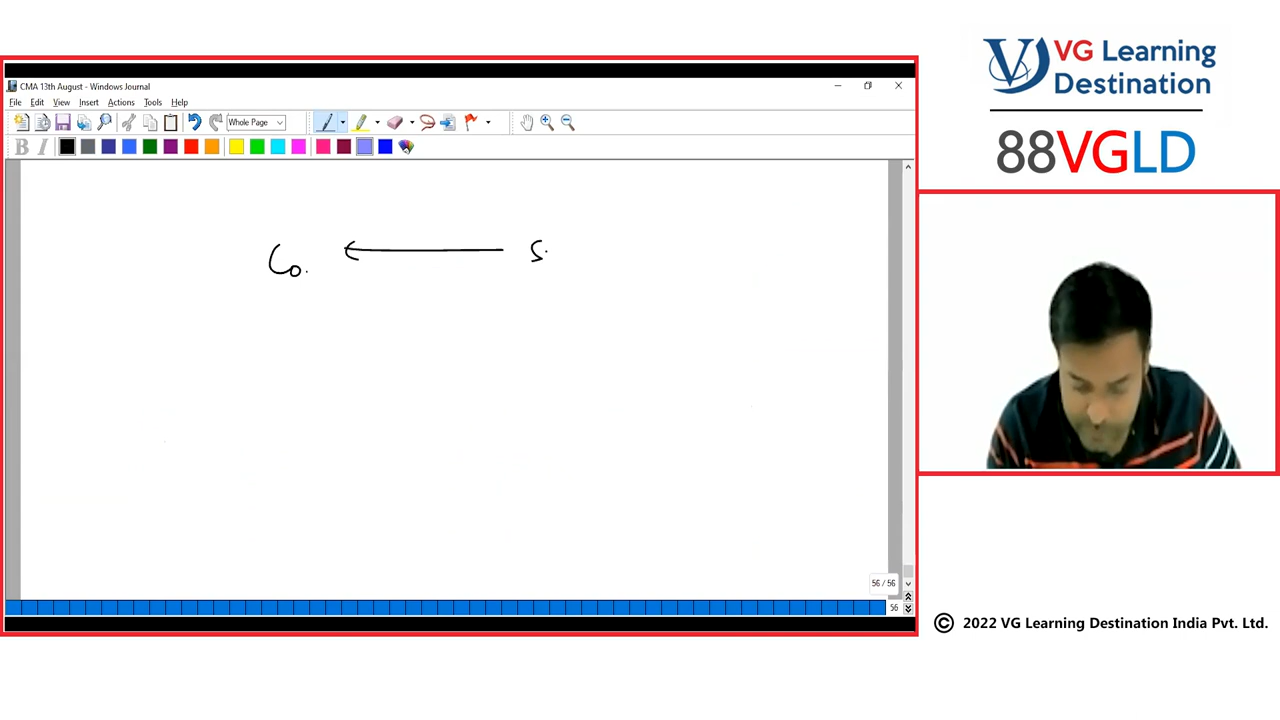 CMA 13th August - Windows Journal
File Edit View Insert Actions Tools Help
Whole Page
B I
Co. S.
56 / 56
56
VG Learning
Destination
88VGLD
© 2022 VG Learning Destination India Pvt. Ltd.